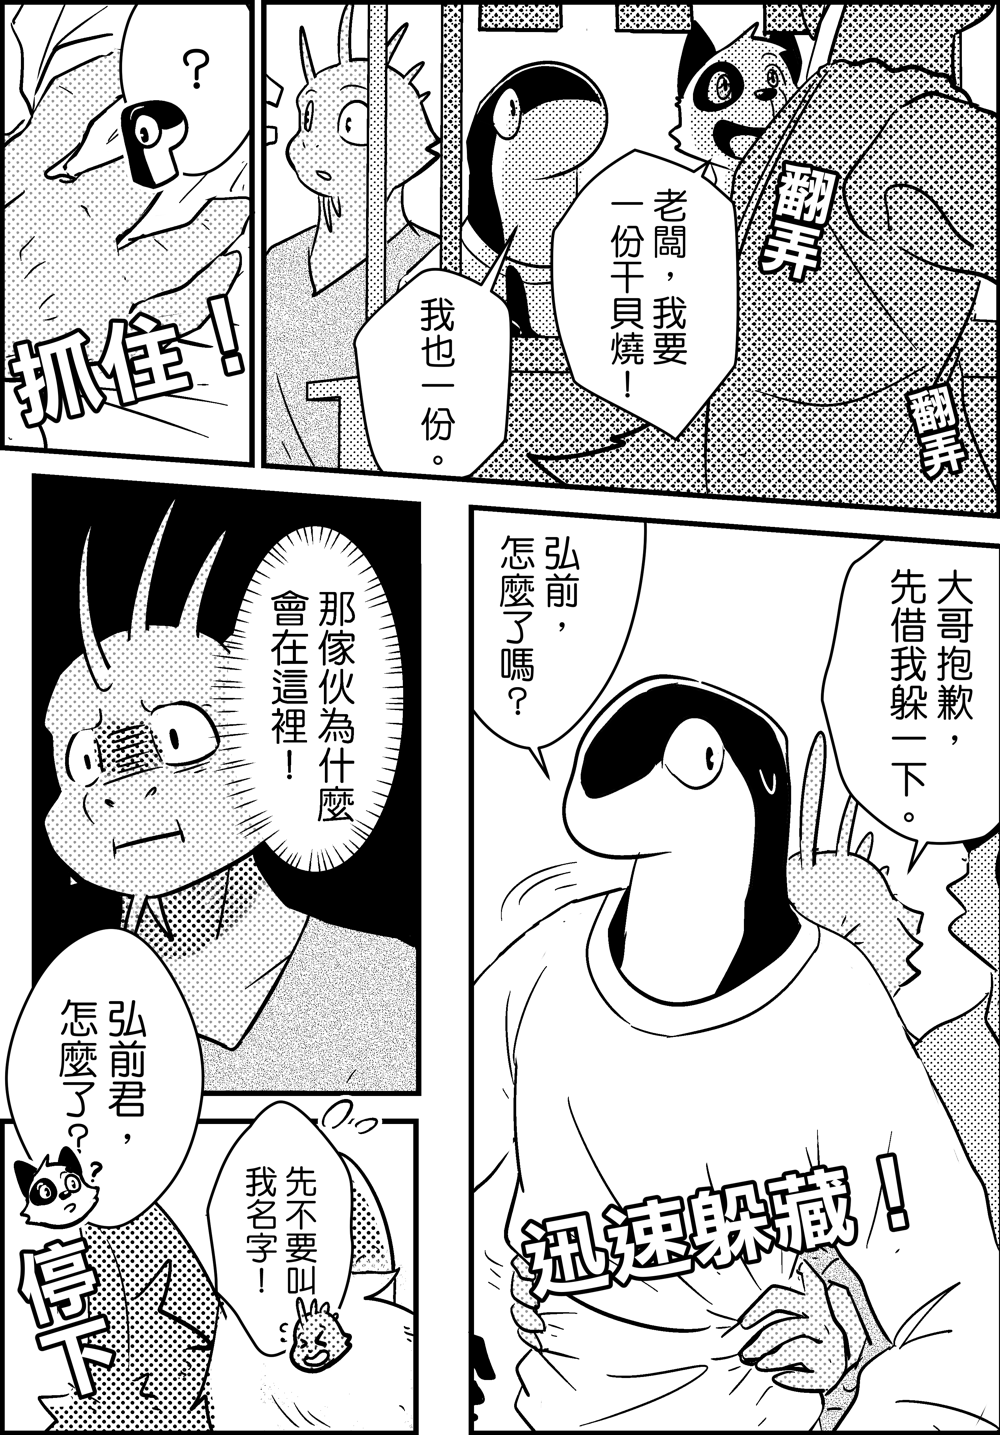 翻弄
翻弄
老闆，我要
一份干貝燒！
我也一份。
？
抓住！
大哥抱歉，
先借我躲一下。
弘前，
怎麼了嗎？
迅速躲藏！
那傢伙為什麼
會在這裡！
先不要叫
我名字！
弘前君，
怎麼了？
?
停下